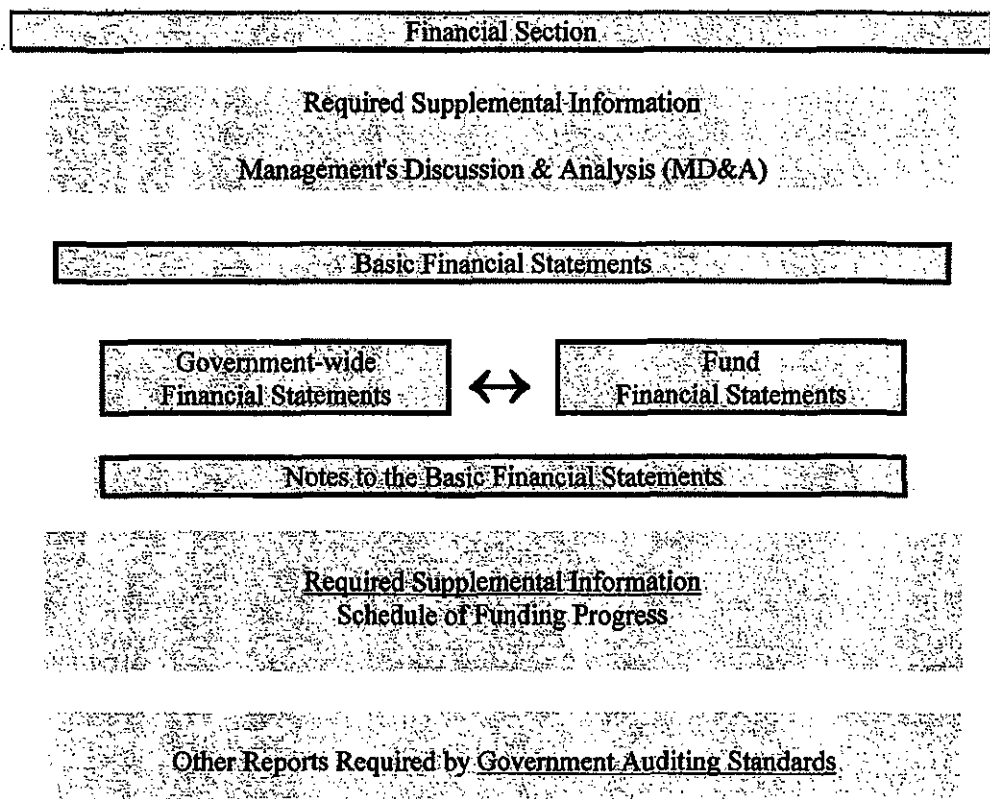 Financial Section
Required Supplemental Information
Management's Discussion & Analysis (MD&A)
Basic Financial Statements
Government-wide
Financial Statements
Fund
Financial Statements
Notes to the Basic Financial Statements
Required Supplemental Information
Schedule of Funding Progress
Other Reports Required by Government Auditing Standards